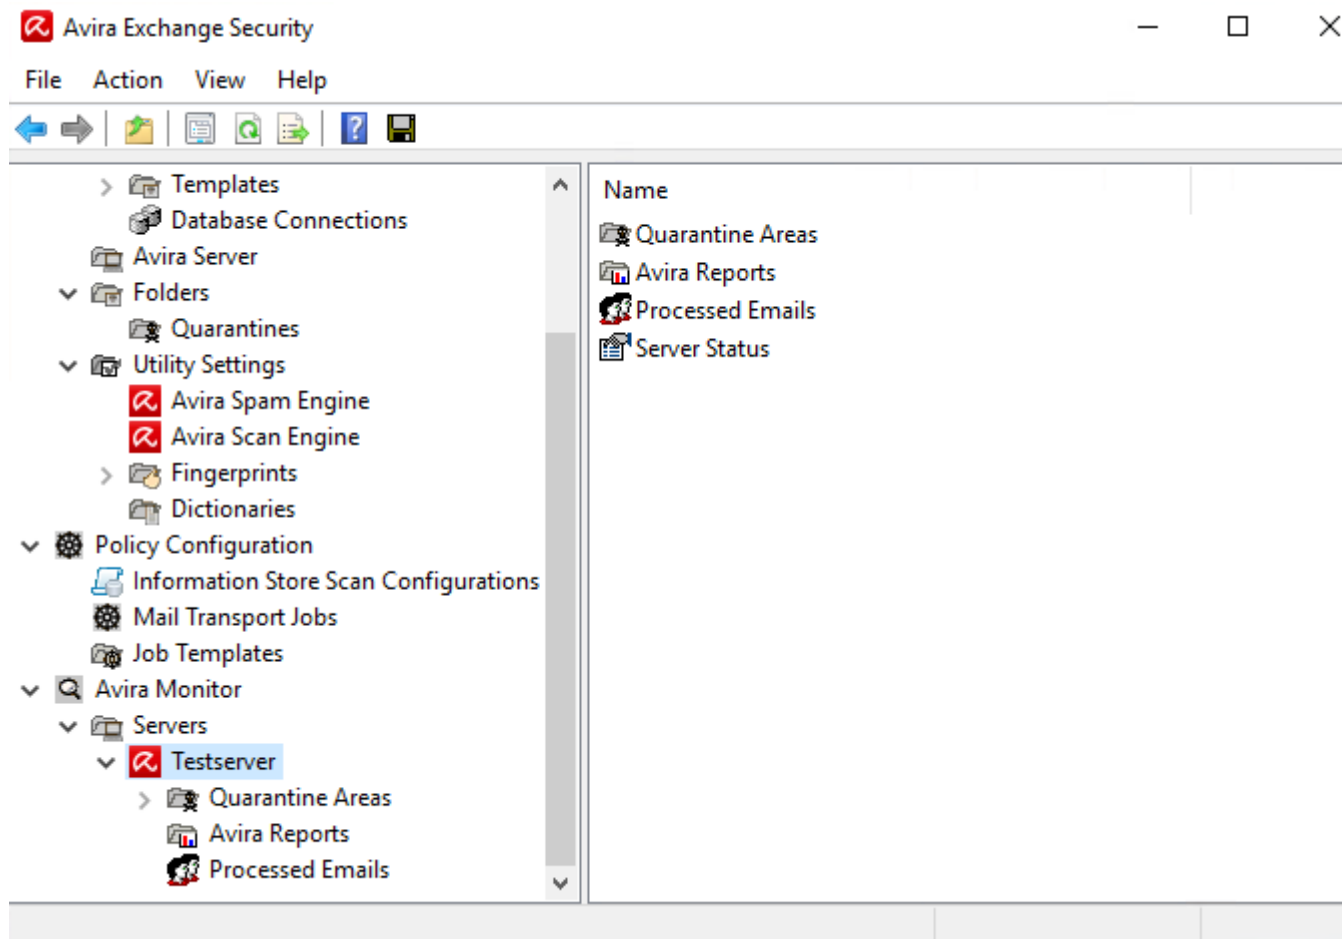 Avira Exchange Security
File Action View Help
Templates
Database Connections
Avira Server
Folders
Quarantines
Utility Settings
Avira Spam Engine
Avira Scan Engine
Fingerprints
Dictionaries
Policy Configuration
Information Store Scan Configurations
Mail Transport Jobs
Job Templates
Avira Monitor
Servers
Testserver
Quarantine Areas
Avira Reports
Processed Emails
Name
Quarantine Areas
Avira Reports
Processed Emails
Server Status